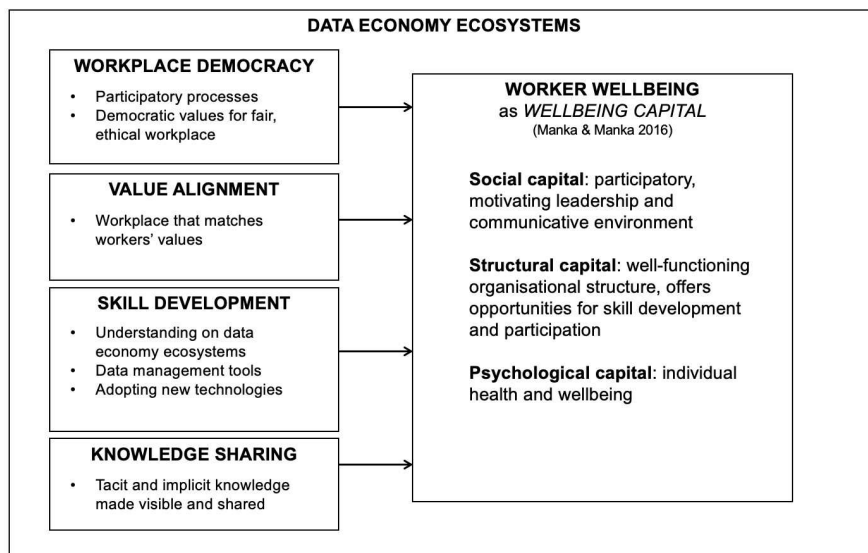 DATA ECONOMY ECOSYSTEMS
WORKPLACE DEMOCRACY
• Participatory processes
• Democratic values for fair,
ethical workplace
VALUE ALIGNMENT
• Workplace that matches
workers' values
SKILL DEVELOPMENT
• Understanding on data
economy ecosystems
• Data management tools
• Adopting new technologies
KNOWLEDGE SHARING
• Tacit and implicit knowledge
made visible and shared
WORKER WELLBEING
as WELLBEING CAPITAL
(Manka & Manka 2016)
Social capital: participatory,
motivating leadership and
communicative environment
Structural capital: well-functioning
organisational structure, offers
opportunities for skill development
and participation
Psychological capital: individual
health and wellbeing